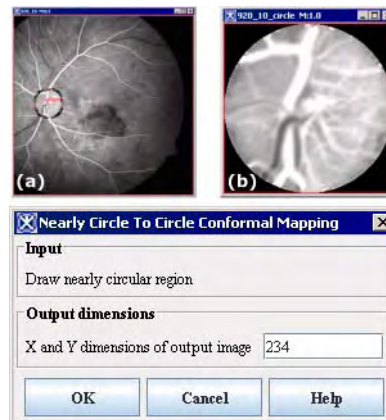 920_10_circle M:1.0
(a)
(b)
Nearly Circle To Circle Conformal Mapping
Input
Draw nearly circular region
Output dimensions
X and Y dimensions of output image 234
OK Cancel Help